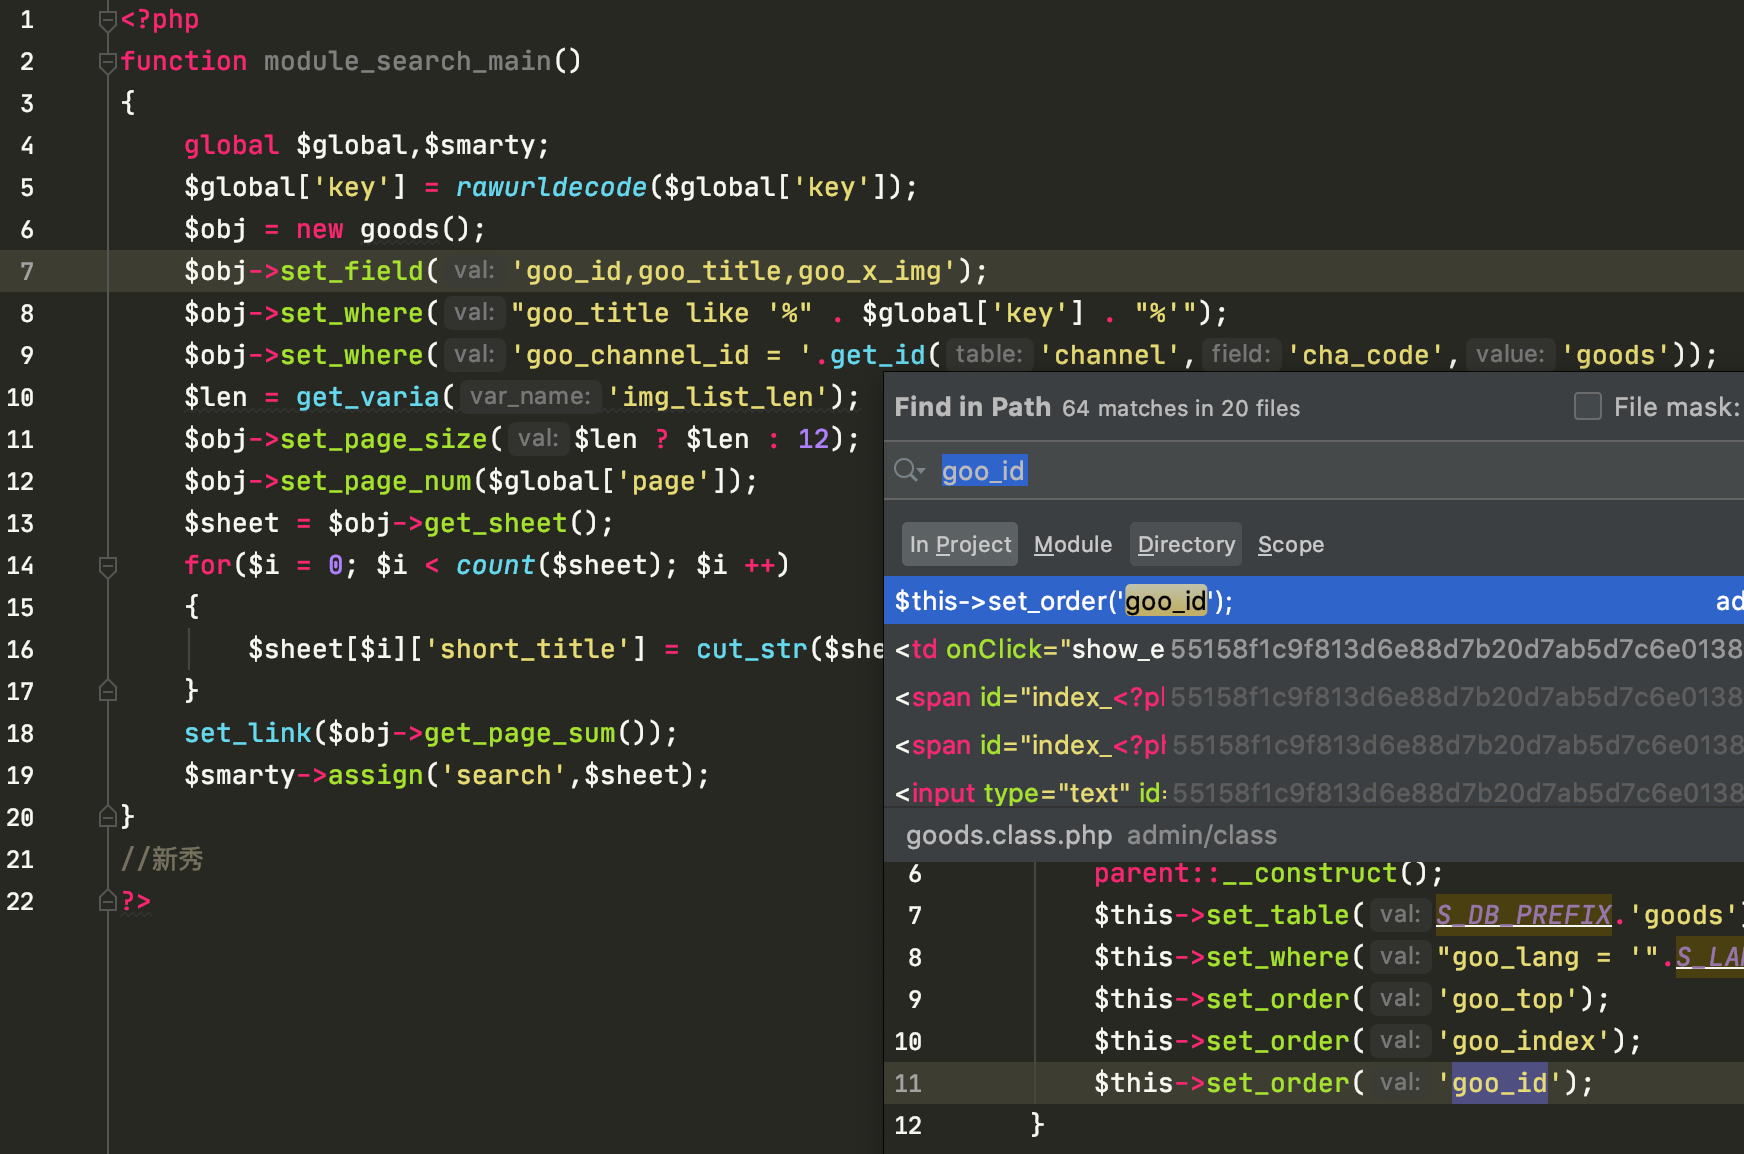 1 <?php
2 function module_search_main()
3 {
4 global $global,$smarty;
5 $global['key'] = rawurldecode($global['key']);
6 $obj = new goods();
7 $obj->set_field( val: 'goo_id,goo_title,goo_x_img');
8 $obj->set_where( val: "goo_title like '%" . $global['key'] . "%'");
9 $obj->set_where( val: 'goo_channel_id = '.get_id( table: 'channel', field: 'cha_code', value: 'goods'));
10 $len = get_varia( var_name: 'img_list_len');
11 $obj->set_page_size( val: $len ? $len : 12);
12 $obj->set_page_num($global['page']);
13 $sheet = $obj->get_sheet();
14 for($i = 0; $i < count($sheet); $i ++)
15 {
16 $sheet[$i]['short_title'] = cut_str($she
17 }
18 set_link($obj->get_page_sum());
19 $smarty->assign('search',$sheet);
20 }
21 //新秀
22 ?>
Find in Path 64 matches in 20 files File mask:
goo_id
In Project Module Directory Scope
$this->set_order('goo_id'); ad
<td onClick="show_e 55158f1c9f813d6e88d7b20d7ab5d7c6e0138
<span id="index_<?pl 55158f1c9f813d6e88d7b20d7ab5d7c6e0138
<span id="index_<?pl 55158f1c9f813d6e88d7b20d7ab5d7c6e0138
<input type="text" id: 55158f1c9f813d6e88d7b20d7ab5d7c6e0138
goods.class.php admin/class
6 parent::__construct();
7 $this->set_table( val: S_DB_PREFIX.'goods')
8 $this->set_where( val: "goo_lang = '".S_LA
9 $this->set_order( val: 'goo_top');
10 $this->set_order( val: 'goo_index');
11 $this->set_order( val: 'goo_id');
12 }